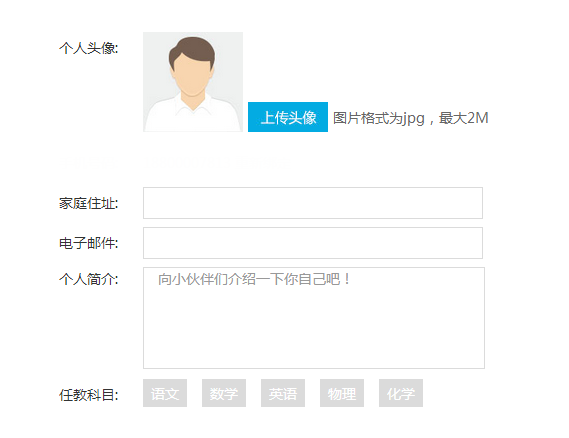 个人头像:
上传头像 图片格式为jpg，最大2M
家庭住址:
电子邮件:
个人简介: 向小伙伴们介绍一下你自己吧！
任教科目: 语文 数学 英语 物理 化学